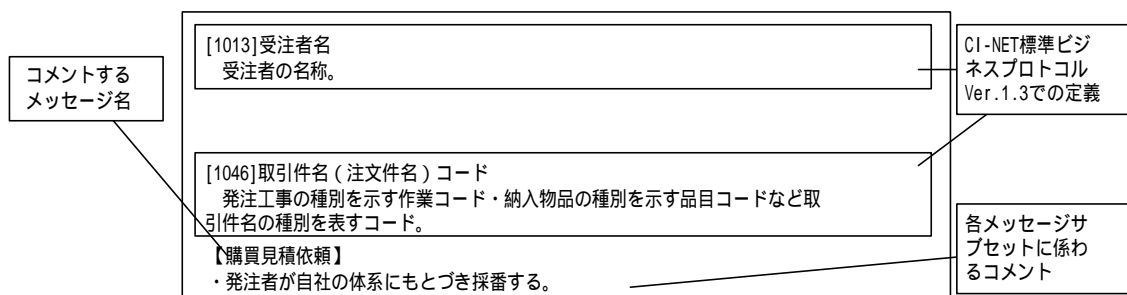 [1013]受注者名
受注者の名称。
コメントする
メッセージ名
CI-NET標準ビジ
ネスプロトコル
Ver.1.3での定義
[1046]取引件名(注文件名)コード
発注工事の種別を示す作業コード・納入物品の種別を示す品目コードなど取
引件名の種別を表すコード。
【購買見積依頼】
・発注者が自社の体系にもとづき採番する。
各メッセージサ
ブセットに係わ
るコメント